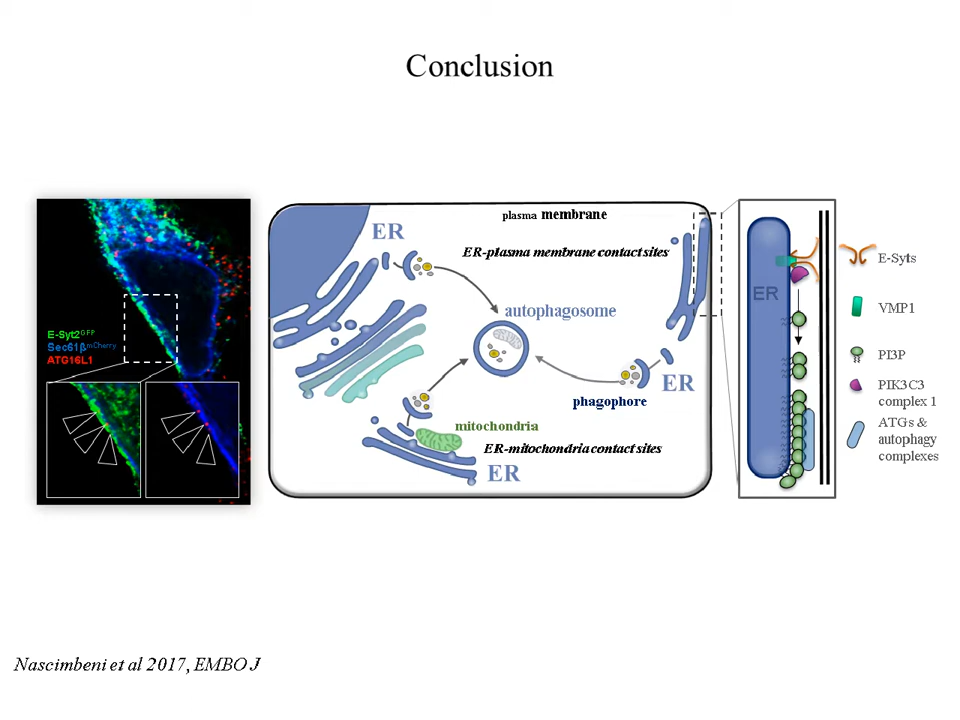 Conclusion
E-Syt2GFP
Sec61βmCherry
ATG16L1
plasma membrane
ER
ER-plasma membrane contact sites
autophagosome
ER
phagophore
mitochondria
ER-mitochondria contact sites
ER
ER
E-Syts
VMP1
PI3P
PIK3C3
complex 1
ATGs &
autophagy
complexes
Nascimbeni et al 2017, EMBO J